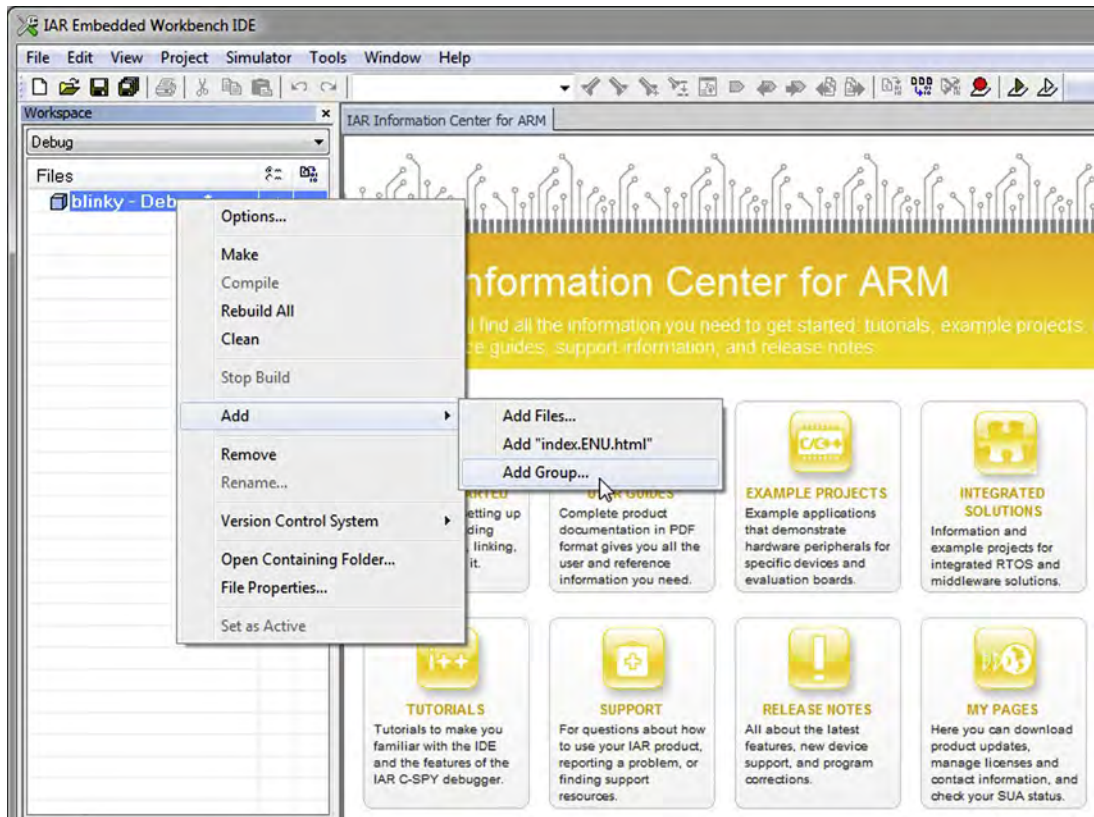 IAR Embedded Workbench IDE
File Edit View Project Simulator Tools Window Help
Workspace
IAR Information Center for ARM
Debug
Files
blinky - Deb
Options...
Make
Compile
Rebuild All
Clean
Stop Build
Add
Remove
Rename...
Version Control System
Open Containing Folder...
File Properties...
Set as Active
Add Files...
Add "index.ENU.html"
Add Group...
nformation Center for ARM
find all the information you need to get started: tutorials, example projects,
guides, support information, and release notes
etting up
ding
, linking,
it.
USER GUIDES
Complete product
documentation in PDF
format gives you all the
user and reference
information you need.
C/C++
EXAMPLE PROJECTS
Example applications
that demonstrate
hardware peripherals for
specific devices and
evaluation boards.
INTEGRATED
SOLUTIONS
Information and
example projects for
integrated RTOS and
middleware solutions.
i++
TUTORIALS
Tutorials to make you
familiar with the IDE
and the features of the
IAR C-SPY debugger.
SUPPORT
For questions about how
to use your IAR product,
reporting a problem, or
finding support
resources.
RELEASE NOTES
All about the latest
features, new device
support, and program
corrections.
MY PAGES
Here you can download
product updates,
manage licenses and
contact information, and
check your SUA status.